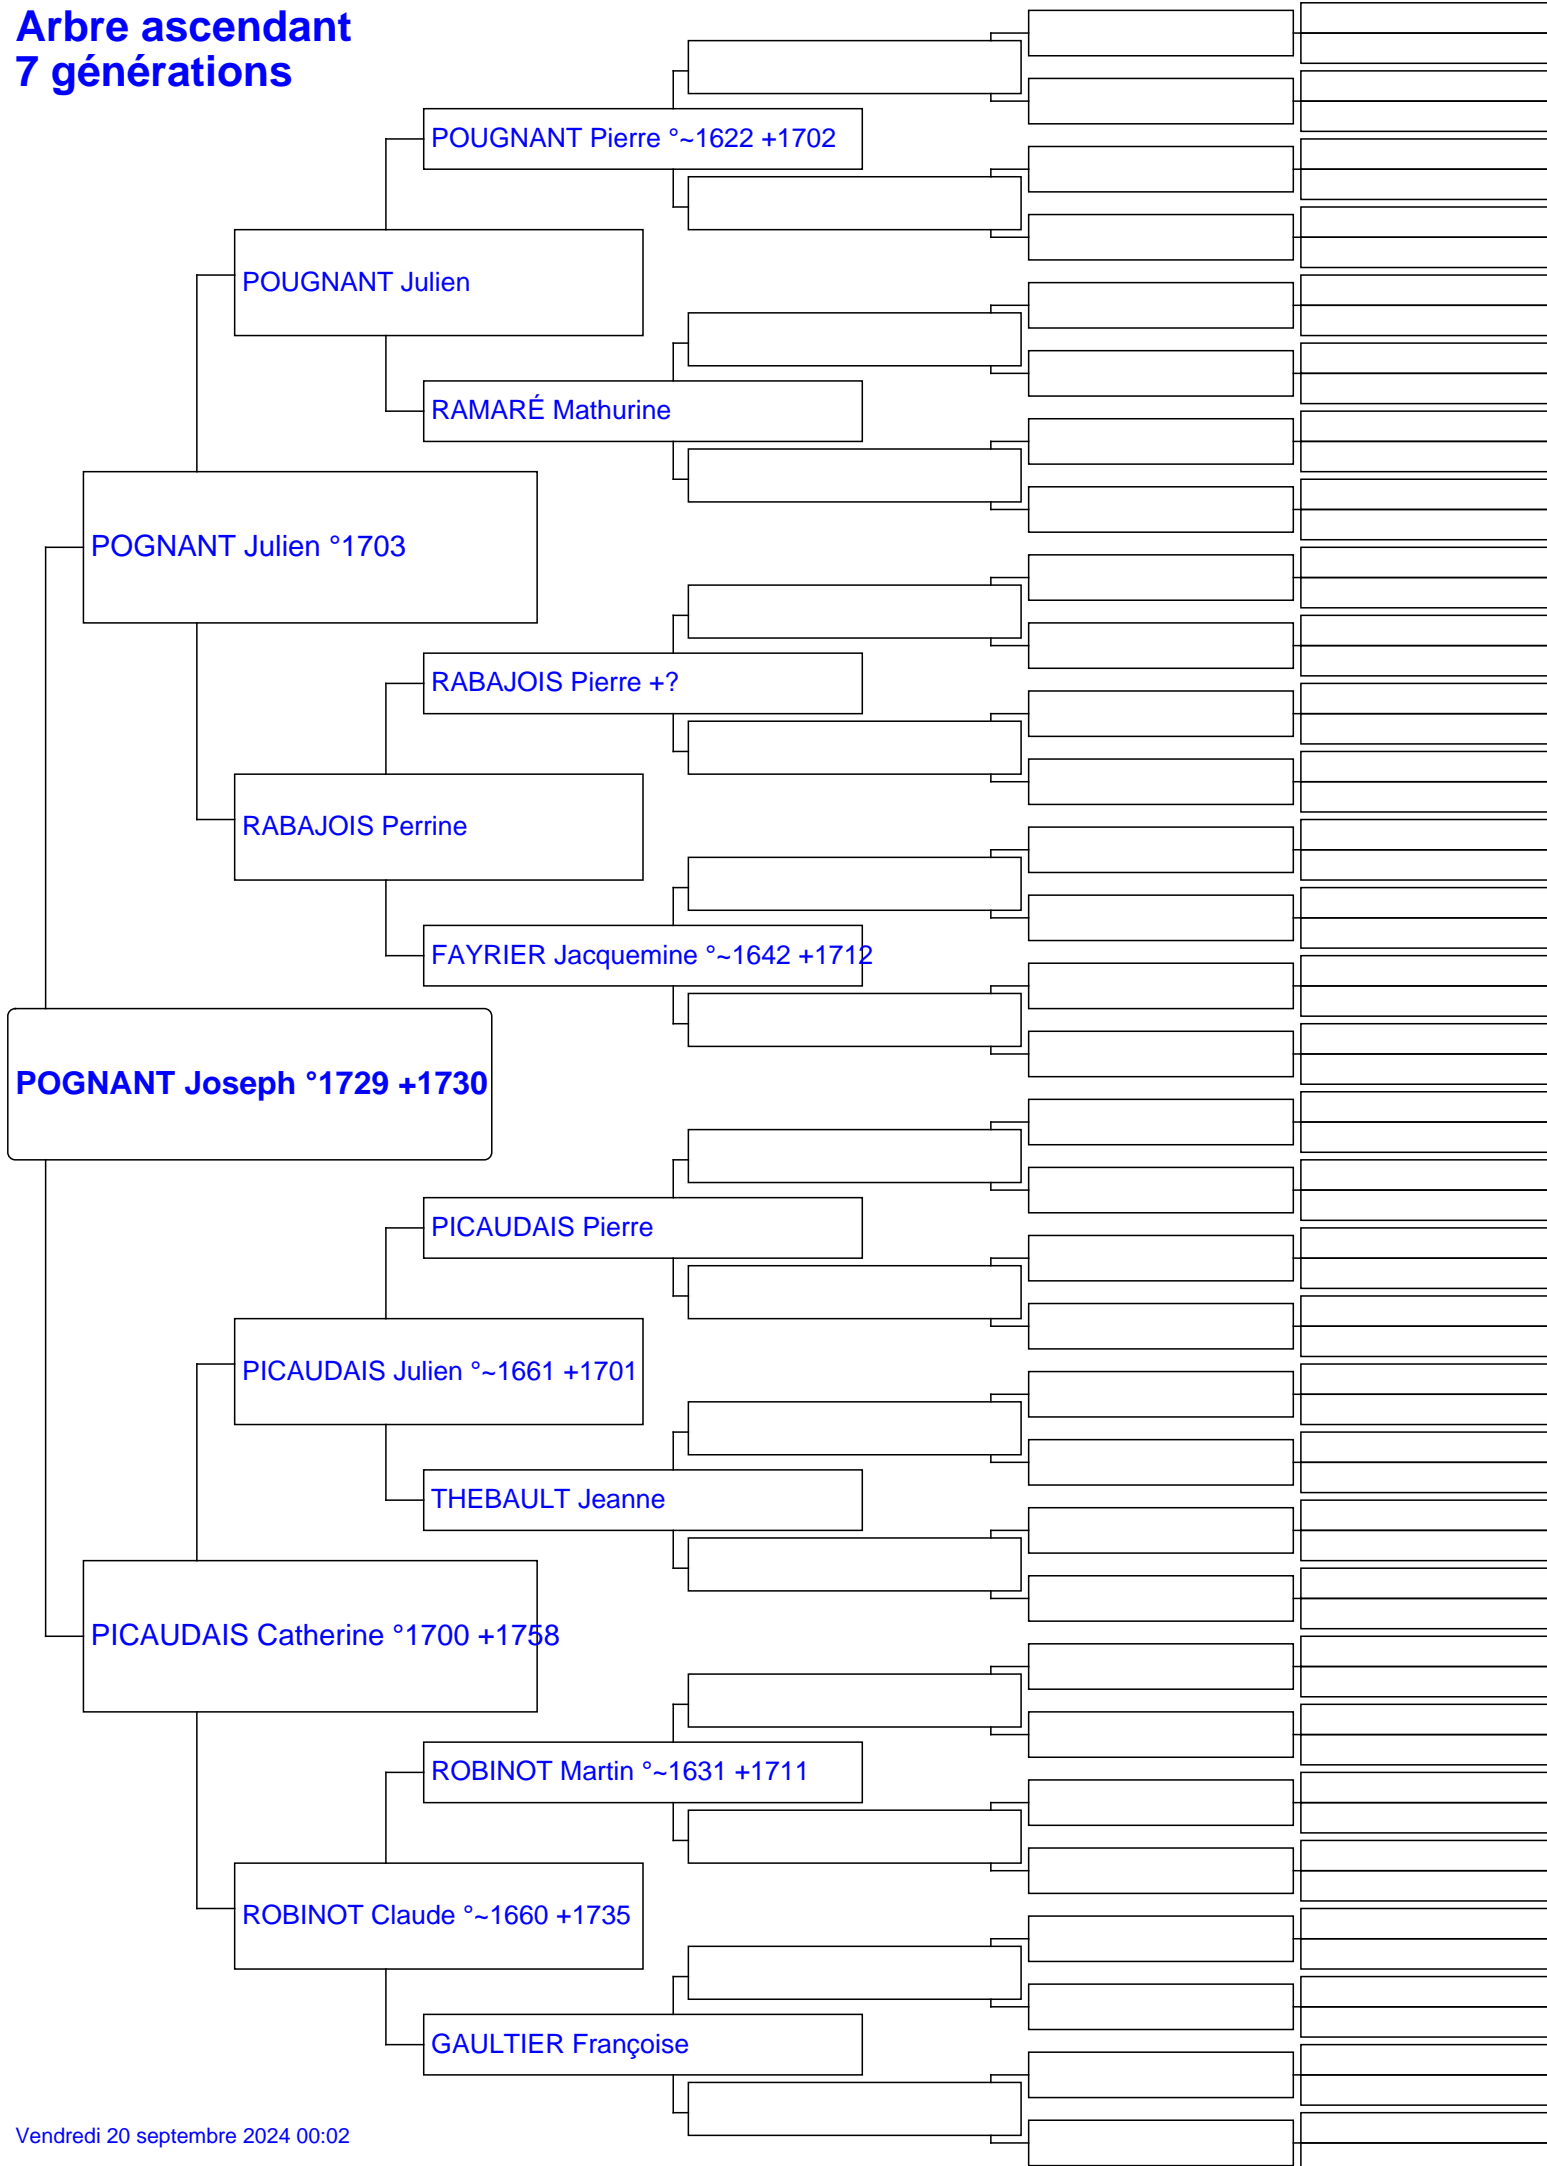 Arbre ascendant
7 générations
POUGNANT Pierre °~1622 +1702
POUGNANT Julien
RAMARÉ Mathurine
POGNANT Julien °1703
RABAJOIS Pierre +?
RABAJOIS Perrine
FAYRIER Jacquemine °~1642 +1712
POGNANT Joseph °1729 +1730
PICAUDAIS Pierre
PICAUDAIS Julien °~1661 +1701
THEBAULT Jeanne
PICAUDAIS Catherine °1700 +1758
ROBINOT Martin °~1631 +1711
ROBINOT Claude °~1660 +1735
GAULTIER Françoise
Vendredi 20 septembre 2024 00:02